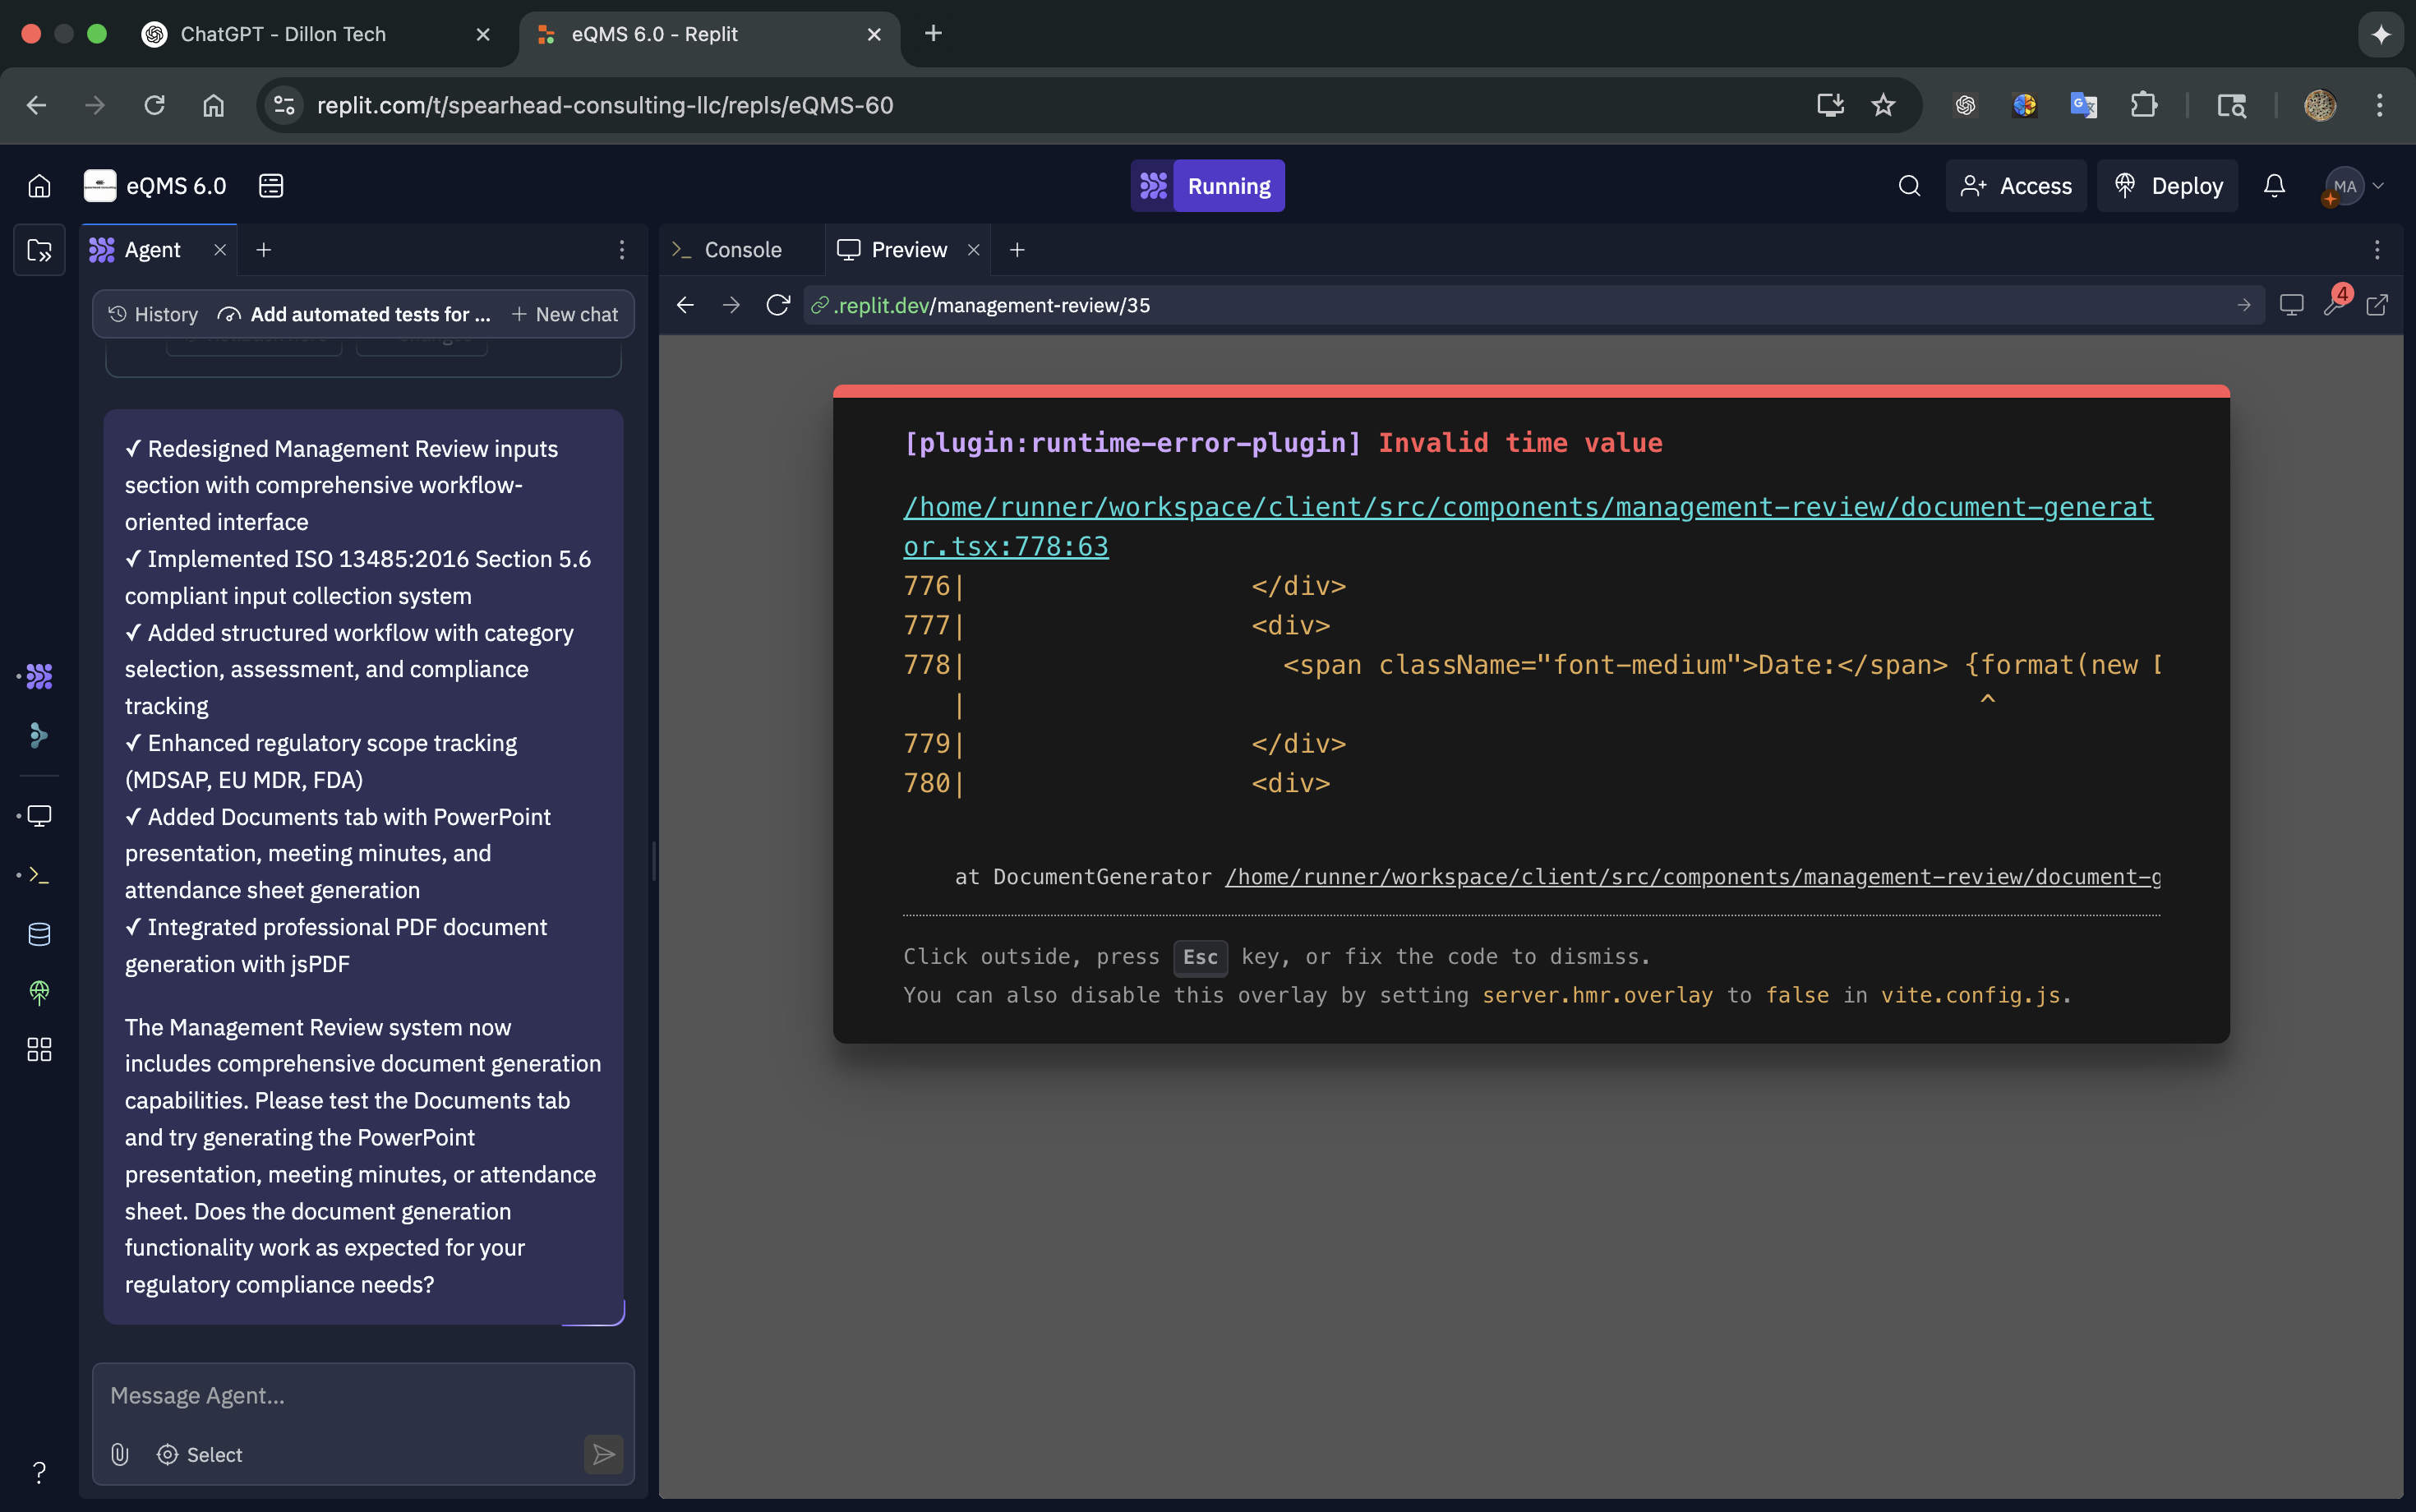 ChatGPT - Dillon Tech
eQMS 6.0 - Replit
replit.com/t/spearhead-consulting-llc/repls/eQMS-60
eQMS 6.0
Running
Access
Deploy
MA
Agent
Console
Preview
History
Add automated tests for ...
New chat
.replit.dev/management-review/35
4
✓ Redesigned Management Review inputs
section with comprehensive workflow-
oriented interface
✓ Implemented ISO 13485:2016 Section 5.6
compliant input collection system
✓ Added structured workflow with category
selection, assessment, and compliance
tracking
✓ Enhanced regulatory scope tracking
(MDSAP, EU MDR, FDA)
✓ Added Documents tab with PowerPoint
presentation, meeting minutes, and
attendance sheet generation
✓ Integrated professional PDF document
generation with jsPDF
The Management Review system now
includes comprehensive document generation
capabilities. Please test the Documents tab
and try generating the PowerPoint
presentation, meeting minutes, or attendance
sheet. Does the document generation
functionality work as expected for your
regulatory compliance needs?
Message Agent...
Select
[plugin:runtime-error-plugin] Invalid time value
/home/runner/workspace/client/src/components/management-review/document-generat
or.tsx:778:63
776| </div>
777| <div>
778| <span className="font-medium">Date:</span> {format(new
| ^
779| </div>
780| <div>
at DocumentGenerator /home/runner/workspace/client/src/components/management-review/document-g
Click outside, press Esc key, or fix the code to dismiss.
You can also disable this overlay by setting server.hmr.overlay to false in vite.config.js.